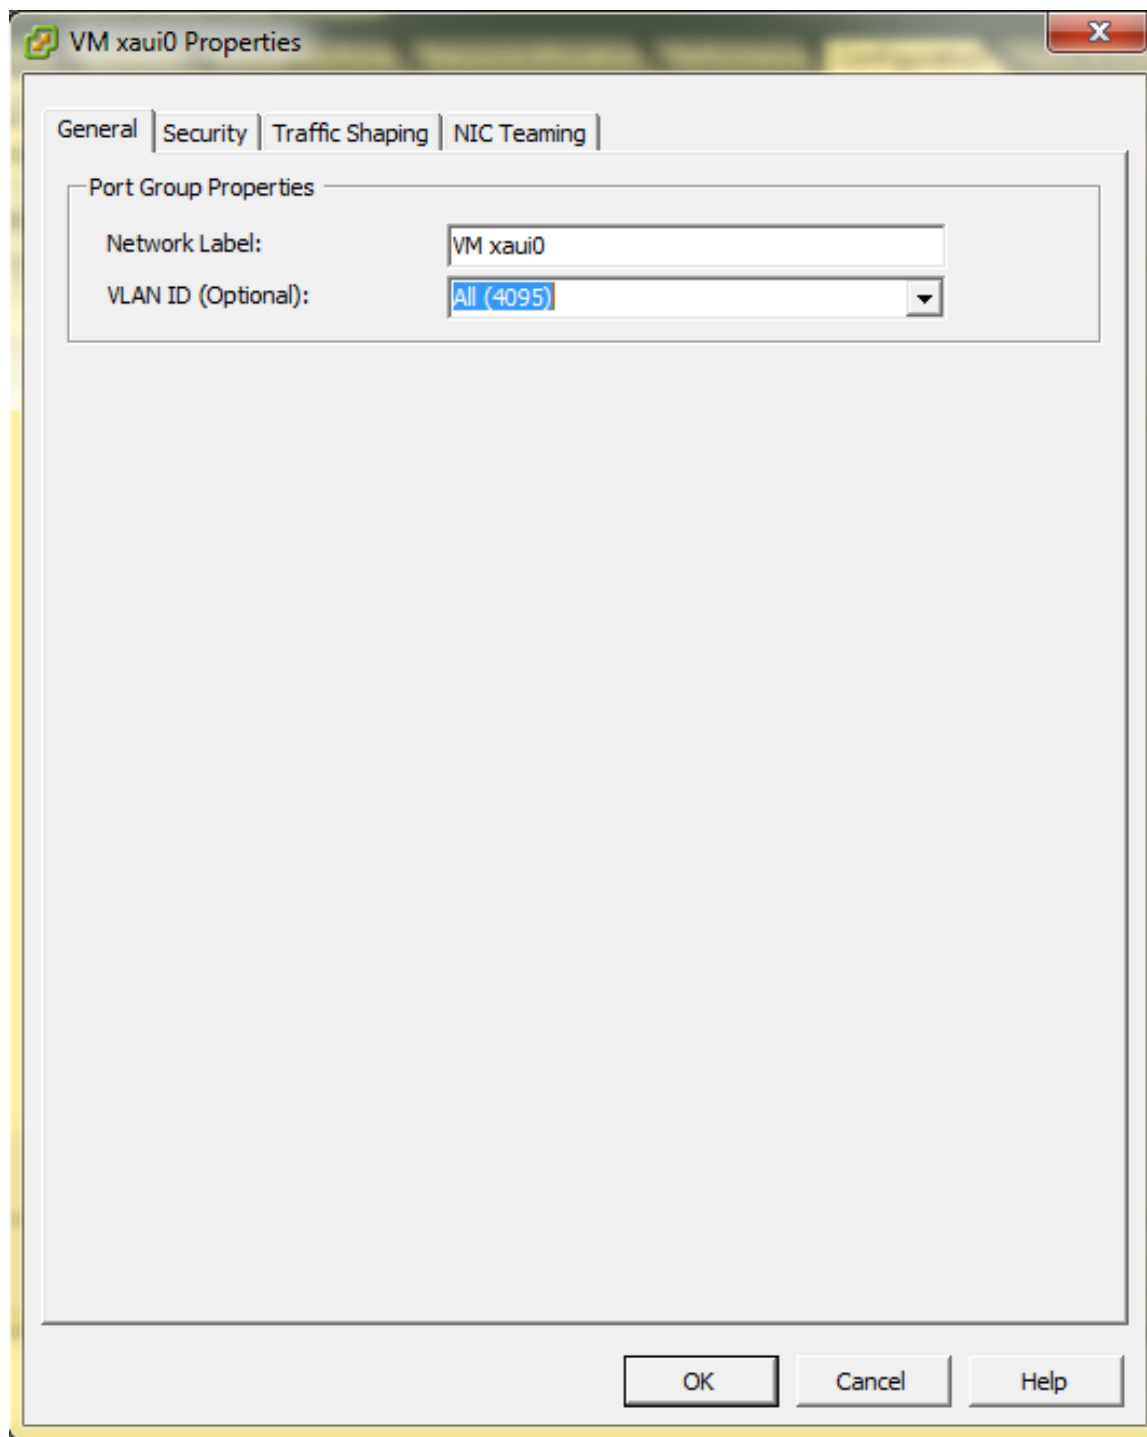 VM xaui0 Properties
General Security Traffic Shaping NIC Teaming
Port Group Properties
Network Label: VM xaui0
VLAN ID (Optional): All (4095)
OK Cancel Help